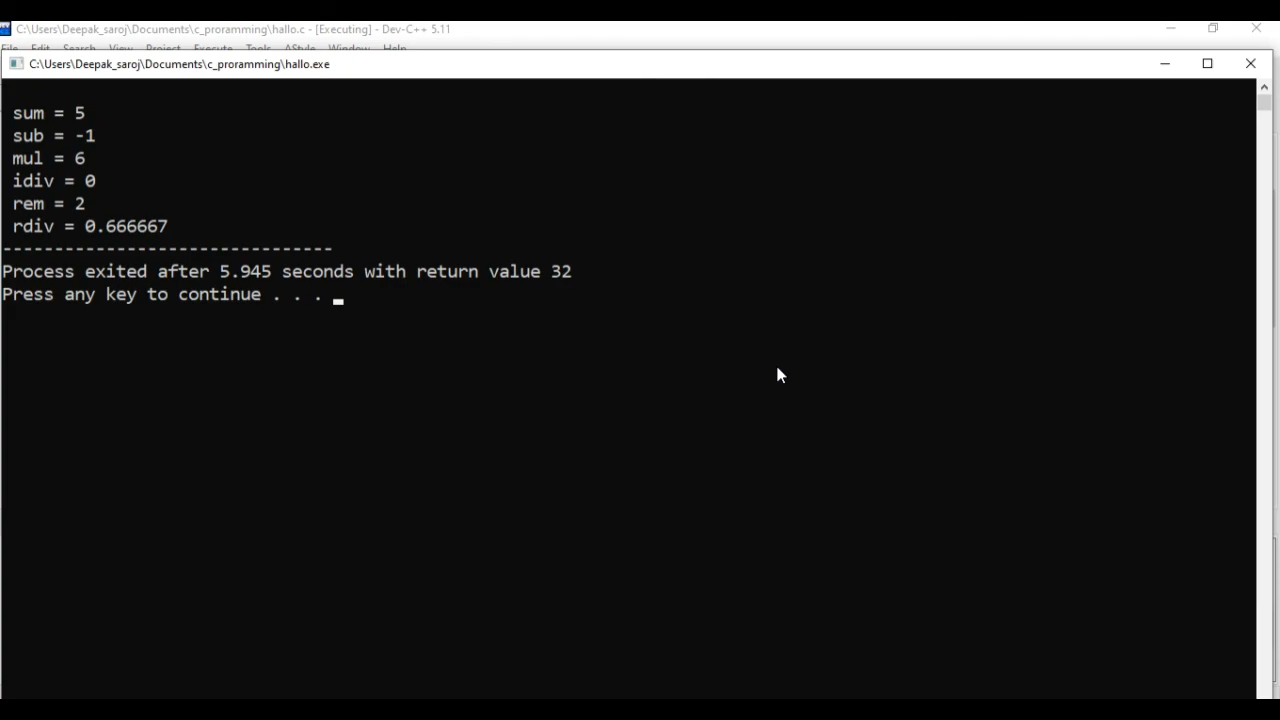 C:\Users\Deepak_saroj\Documents\c_proramming\hallo.c - [Executing] - Dev-C++ 5.11
File Edit Search View Project Execute Tools AStyle Window Help
C:\Users\Deepak_saroj\Documents\c_proramming\hallo.exe
sum = 5
sub = -1
mul = 6
idiv = 0
rem = 2
rdiv = 0.666667
--------------------------------
Process exited after 5.945 seconds with return value 32
Press any key to continue . . .